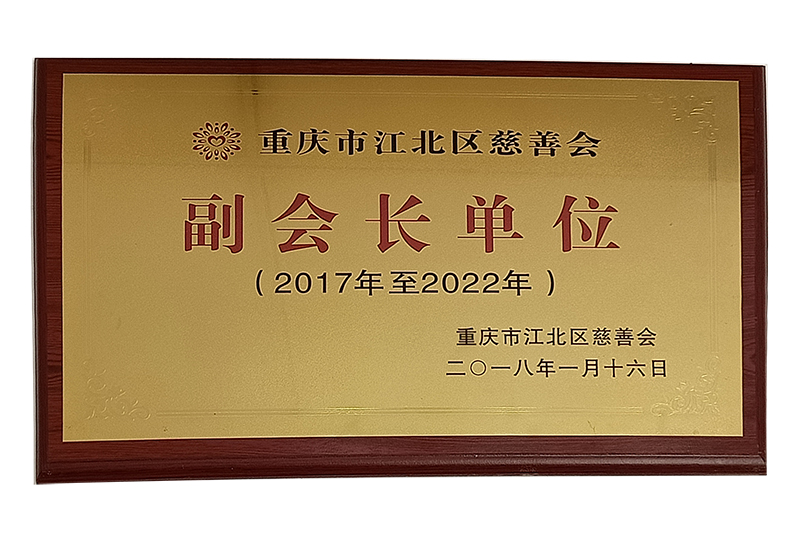 重庆市江北区慈善会
副会长单位
（2017年至2022年）
重庆市江北区慈善会
二〇一八年一月十六日